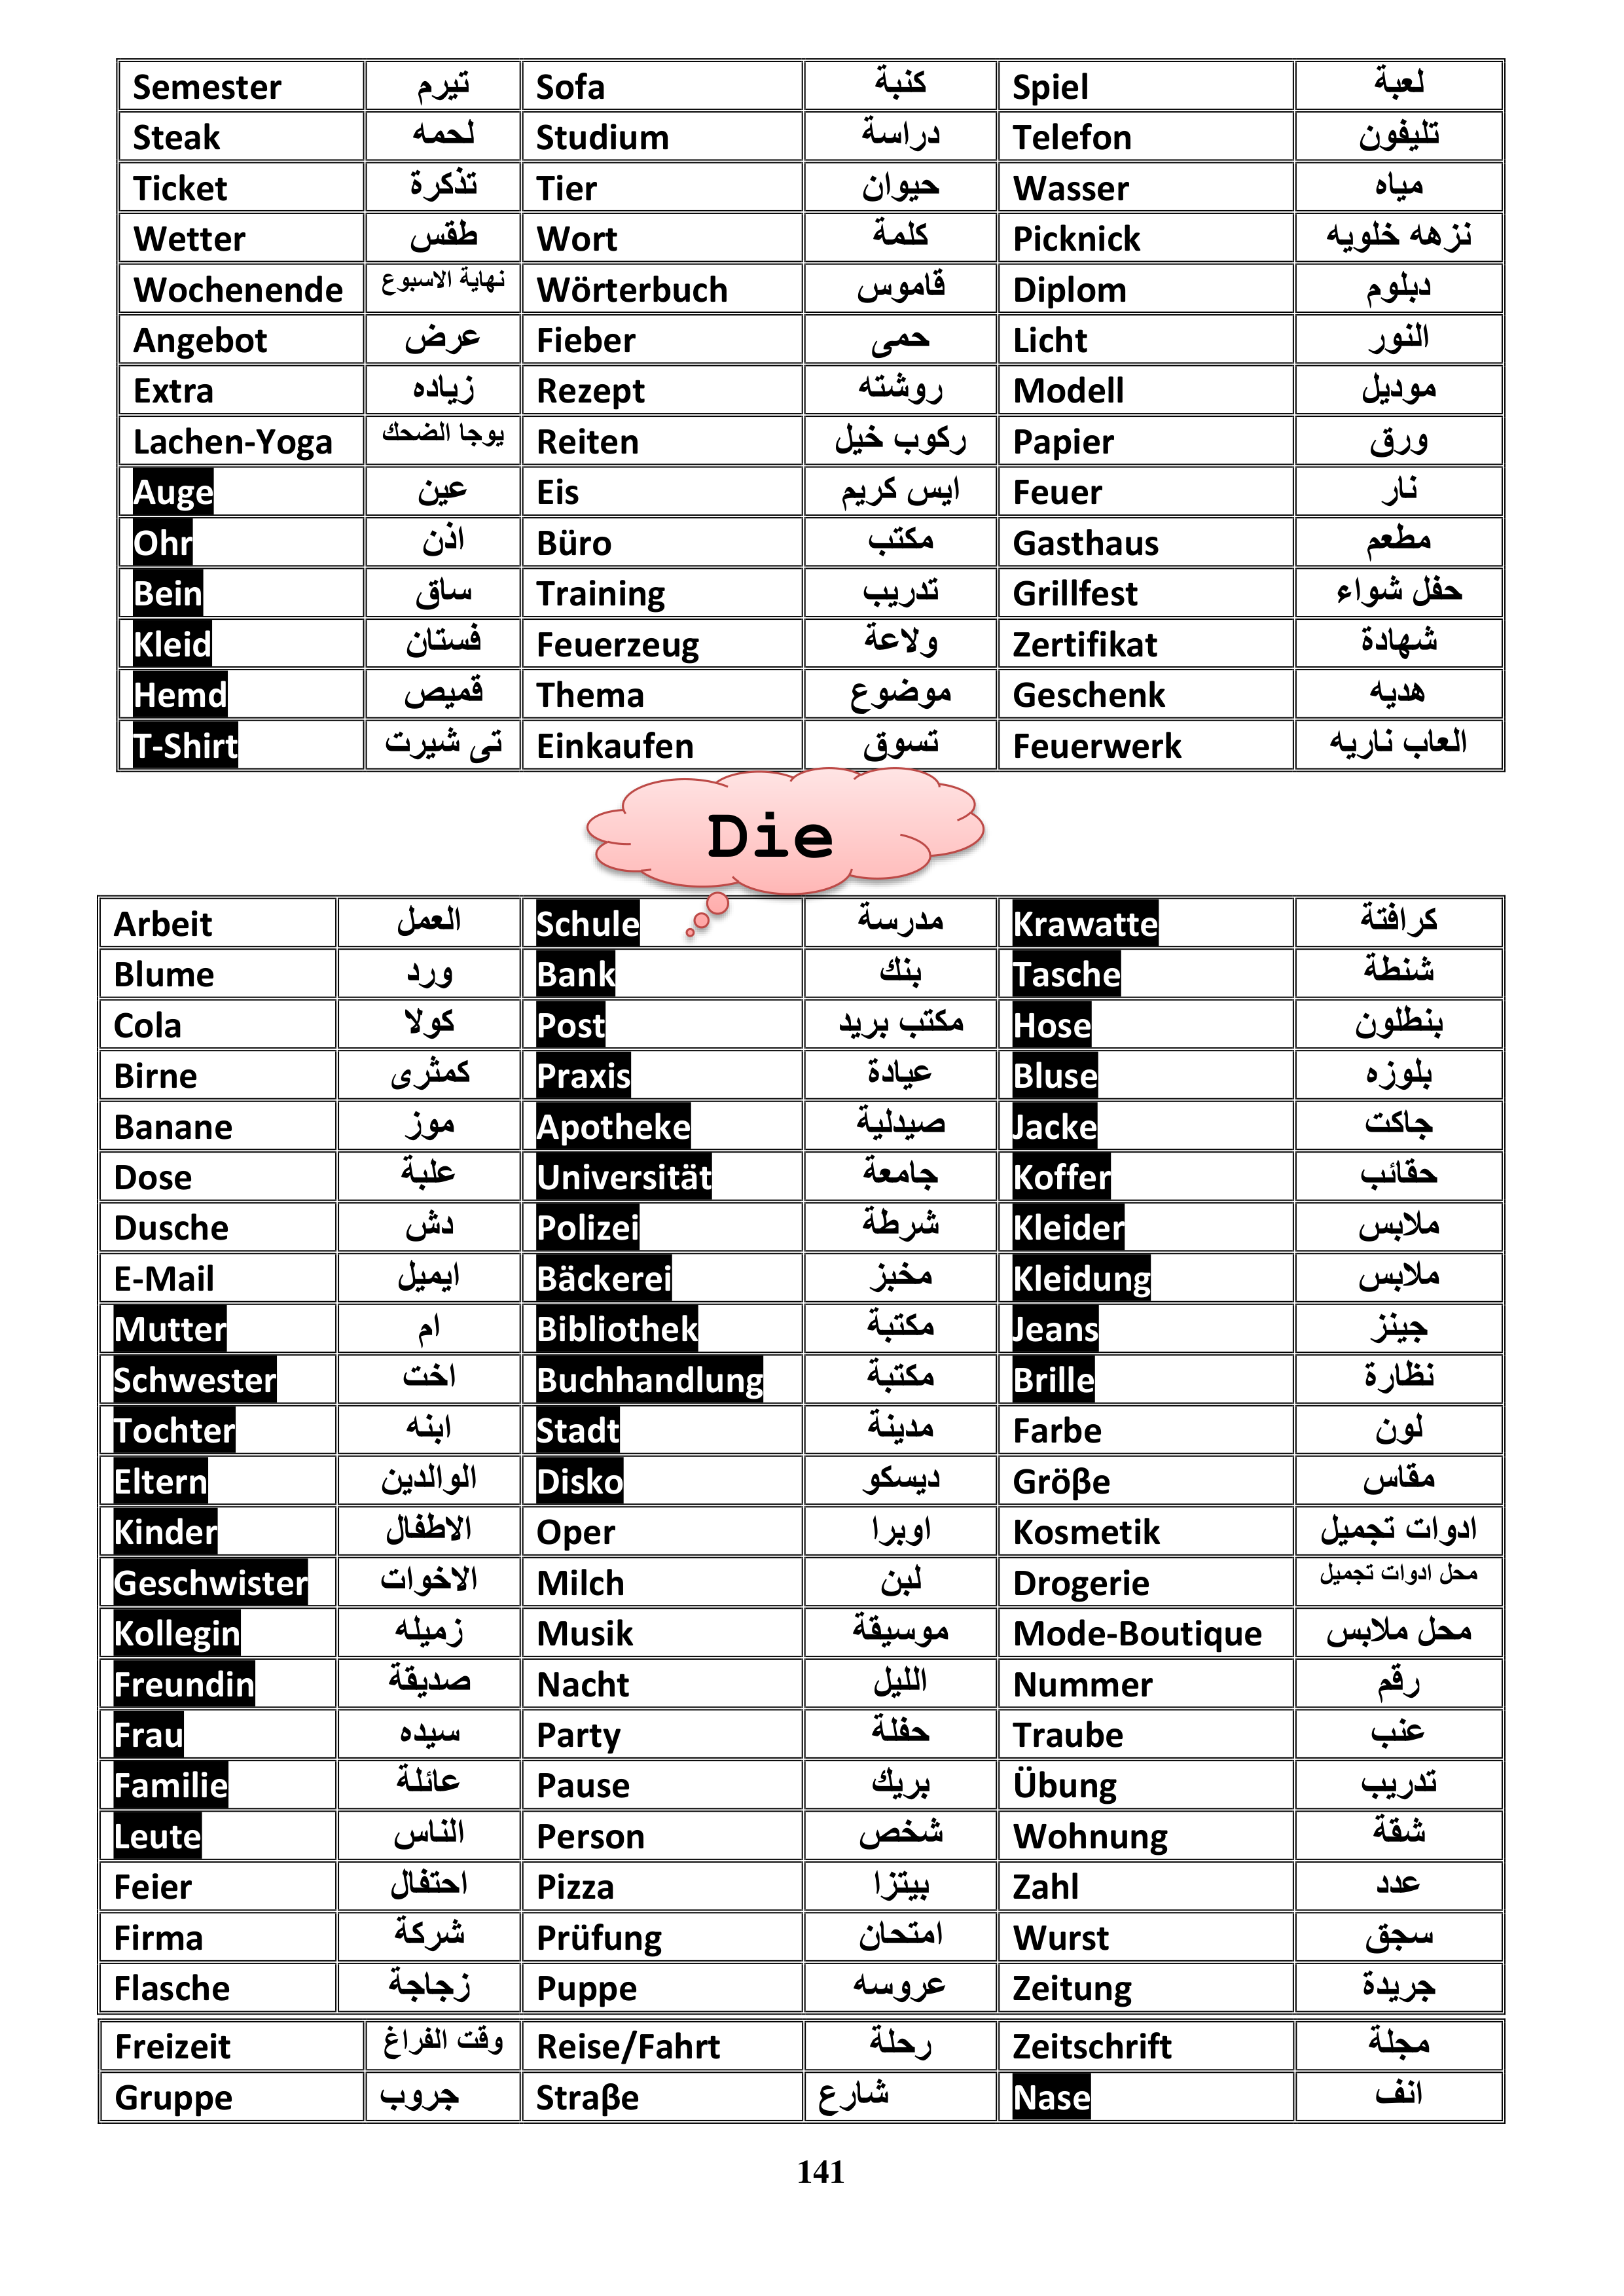 Semester تيرم Sofa كنبة Spiel لعبة
Steak لحمه Studium دراسة Telefon تليفون
Ticket تذكرة Tier حيوان Wasser مياه
Wetter طقس Wort كلمة Picknick نزهه خلويه
Wochenende نهاية الاسبوع Wörterbuch قاموس Diplom دبلوم
Angebot عرض Fieber حمى Licht النور
Extra زياده Rezept روشته Modell موديل
Lachen-Yoga يوجا الضحك Reiten ركوب خيل Papier ورق
Auge عين Eis ايس كريم Feuer نار
Ohr اذن Büro مكتب Gasthaus مطعم
Bein ساق Training تدريب Grillfest حفل شواء
Kleid فستان Feuerzeug ولاعة Zertifikat شهادة
Hemd قميص Thema موضوع Geschenk هديه
T-Shirt تى شيرت Einkaufen تسوق Feuerwerk العاب ناريه
Die
Arbeit العمل Schule مدرسة Krawatte كرافتة
Blume ورد Bank بنك Tasche شنطة
Cola كولا Post مكتب بريد Hose بنطلون
Birne كمثرى Praxis عيادة Bluse بلوزه
Banane موز Apotheke صيدلية Jacke جاكت
Dose علبة Universität جامعة Koffer حقائب
Dusche دش Polizei شرطة Kleider ملابس
E-Mail ايميل Bäckerei مخبز Kleidung ملابس
Mutter ام Bibliothek مكتبة Jeans جينز
Schwester اخت Buchhandlung مكتبة Brille نظارة
Tochter ابنه Stadt مدينة Farbe لون
Eltern الوالدين Disko ديسكو Gröβe مقاس
Kinder الاطفال Oper اوبرا Kosmetik ادوات تجميل
Geschwister الاخوات Milch لبن Drogerie محل ادوات تجميل
Kollegin زميله Musik موسيقة Mode-Boutique محل ملابس
Freundin صديقة Nacht الليل Nummer رقم
Frau سيده Party حفلة Traube عنب
Familie عائلة Pause بريك Übung تدريب
Leute الناس Person شخص Wohnung شقة
Feier احتفال Pizza بيتزا Zahl عدد
Firma شركة Prüfung امتحان Wurst سجق
Flasche زجاجة Puppe عروسه Zeitung جريدة
Freizeit وقت الفراغ Reise/Fahrt رحلة Zeitschrift مجلة
Gruppe جروب Straβe شارع Nase انف
141